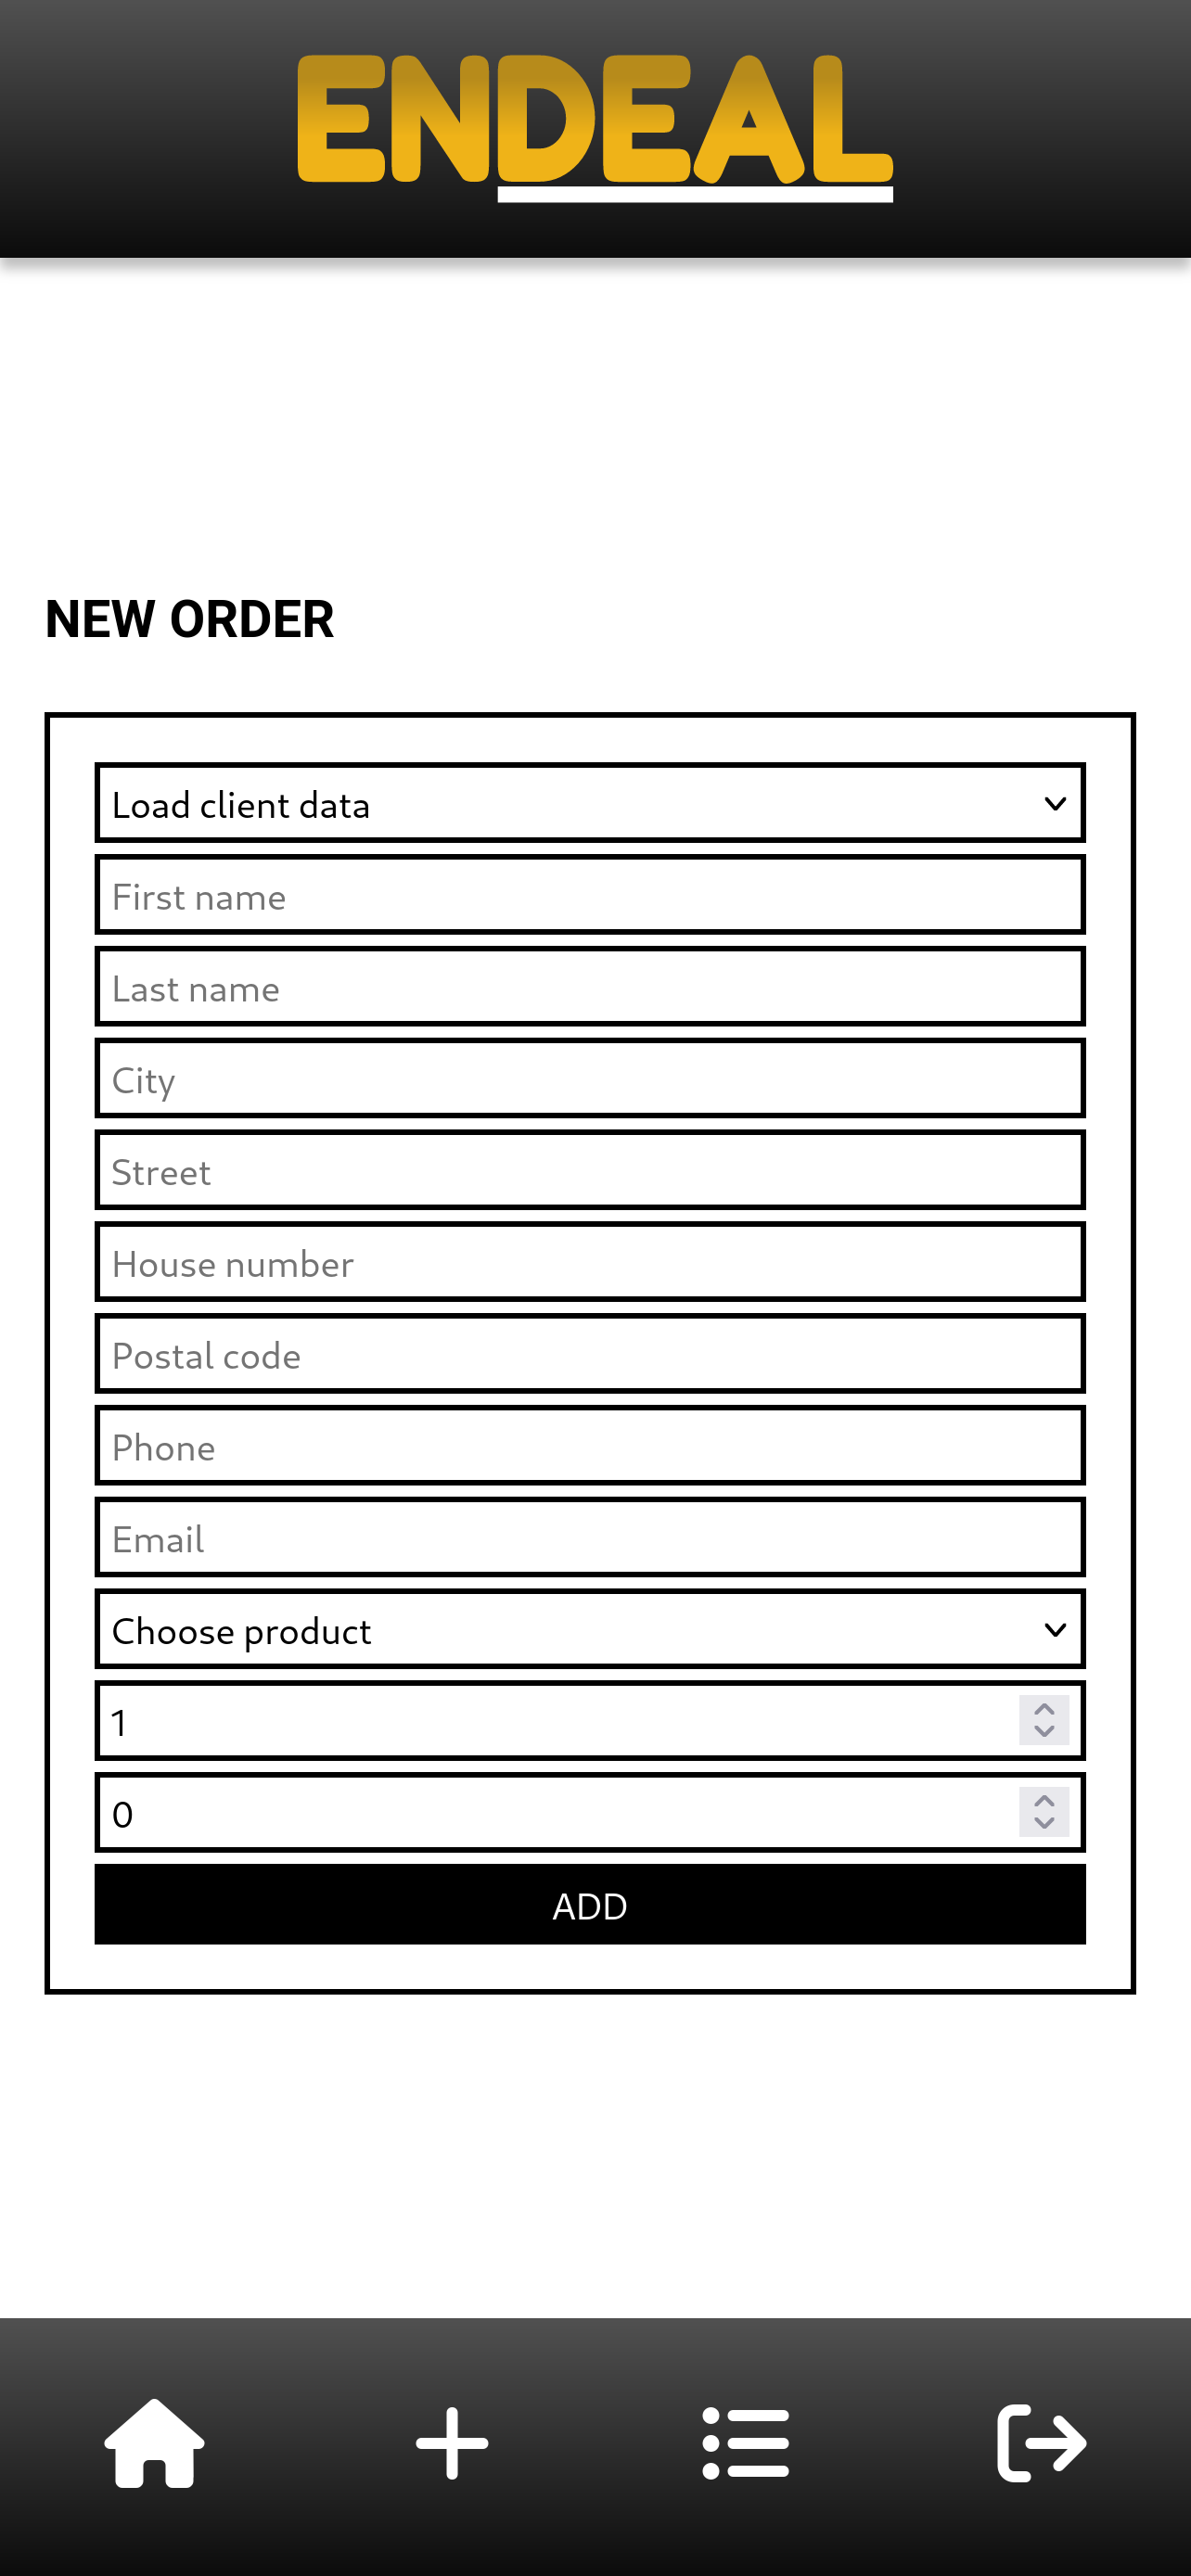 ENDEAL
NEW ORDER
Load client data
First name
Last name
City
Street
House number
Postal code
Phone
Email
Choose product
1
0
ADD